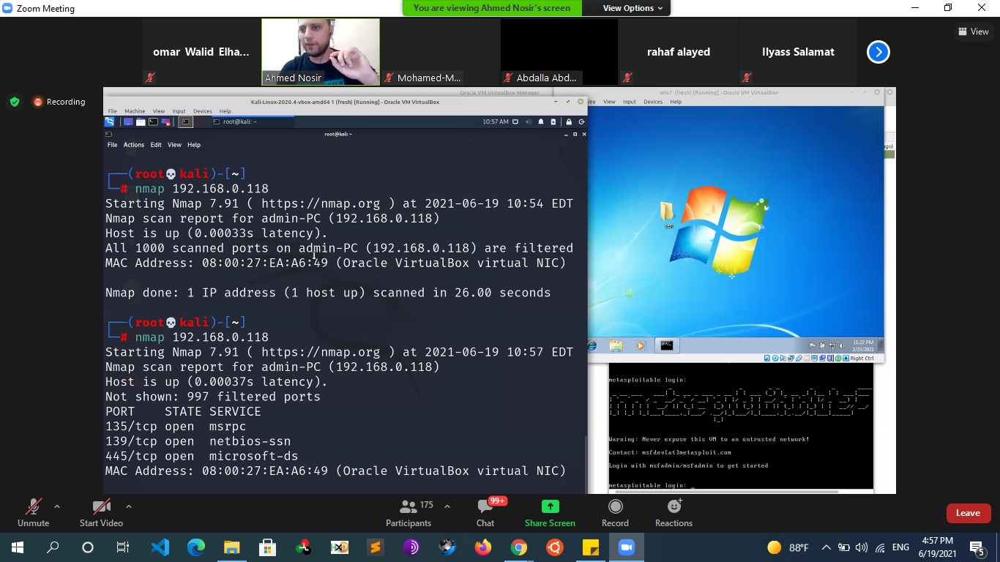 Zoom Meeting
You are viewing Ahmed Nosir's screen
View Options
View
omar Walid Elha...
Ahmed Nosir
Mohamed-M...
Abdalla Abd...
rahaf alayed
Ilyass Salamat
Recording
Oracle VM VirtualBox Manager
Kali-Linux-2020.4-vbox-amd64 1 (fresh) [Running] - Oracle VM VirtualBox
File Machine View Input Devices Help
root@kali: ~
10:57 AM
root@kali: ~
File Actions Edit View Help
(root💀kali)-[~]
# nmap 192.168.0.118
Starting Nmap 7.91 ( https://nmap.org ) at 2021-06-19 10:54 EDT
Nmap scan report for admin-PC (192.168.0.118)
Host is up (0.00033s latency).
All 1000 scanned ports on admin-PC (192.168.0.118) are filtered
MAC Address: 08:00:27:EA:A6:49 (Oracle VirtualBox virtual NIC)
Nmap done: 1 IP address (1 host up) scanned in 26.00 seconds
(root💀kali)-[~]
# nmap 192.168.0.118
Starting Nmap 7.91 ( https://nmap.org ) at 2021-06-19 10:57 EDT
Nmap scan report for admin-PC (192.168.0.118)
Host is up (0.00037s latency).
Not shown: 997 filtered ports
PORT    STATE SERVICE
135/tcp open  msrpc
139/tcp open  netbios-ssn
445/tcp open  microsoft-ds
MAC Address: 08:00:27:EA:A6:49 (Oracle VirtualBox virtual NIC)
win7 (fresh) [Running] - Oracle VM VirtualBox
View Input Devices Help
ago)
test
11:22 PM
2/23/2021
Right Ctrl
metasploitable login:
Warning: Never expose this VM to an untrusted network!
Contact: msfdev[at]metasploit.com
Login with msfadmin/msfadmin to get started
metasploitable login: _
Unmute
Start Video
175
Participants
99+
Chat
Share Screen
Record
Reactions
Leave
88°F
ENG
4:57 PM
6/19/2021
5